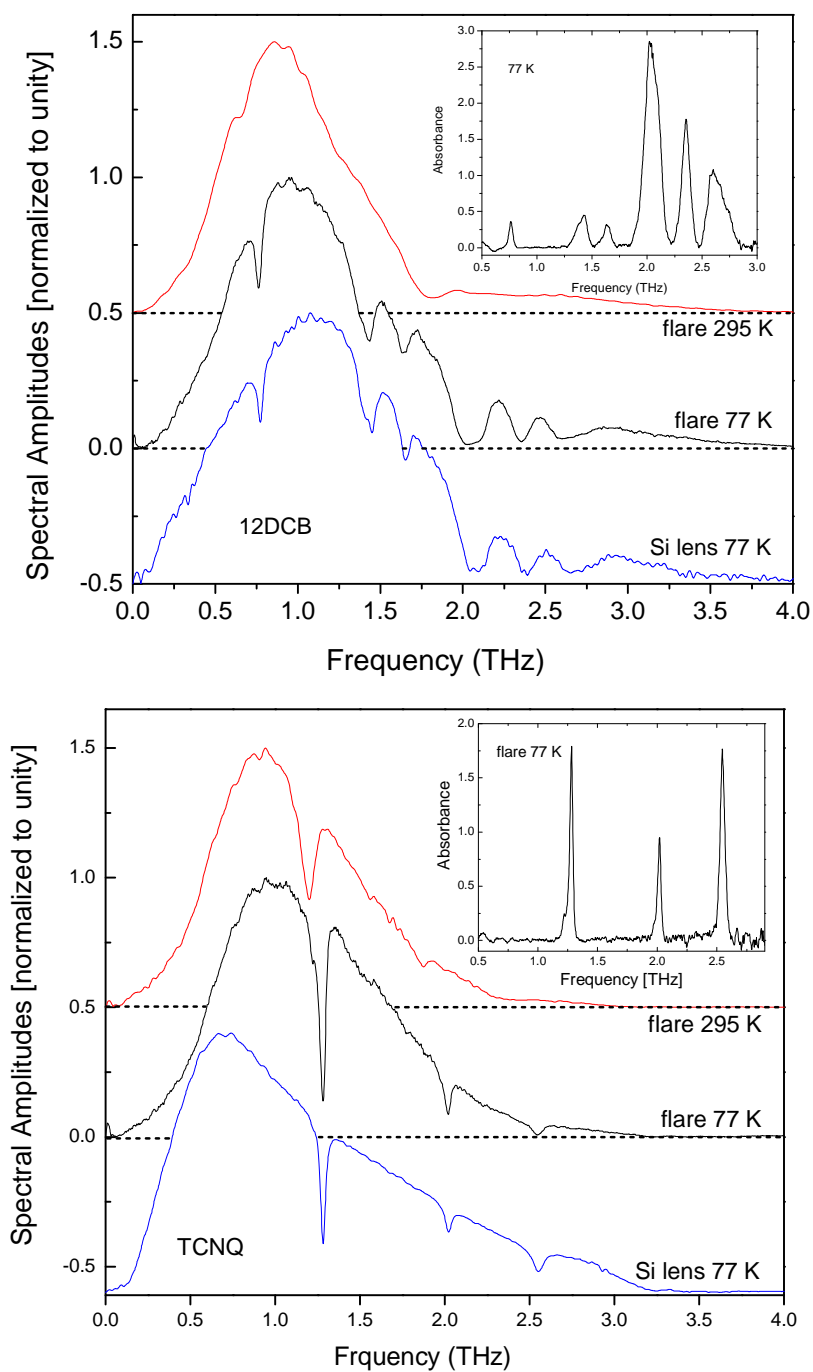 Spectral Amplitudes [normalized to unity]
1.5
1.0
0.5
0.0
-0.5
0.0 0.5 1.0 1.5 2.0 2.5 3.0 3.5 4.0
Frequency (THz)
12DCB
flare 295 K
flare 77 K
Si lens 77 K
77 K
Absorbance
3.0
2.5
2.0
1.5
1.0
0.5
0.0
0.5 1.0 1.5 2.0 2.5 3.0
Frequency (THz)
Spectral Amplitudes [normalized to unity]
1.5
1.0
0.5
0.0
-0.5
0.0 0.5 1.0 1.5 2.0 2.5 3.0 3.5 4.0
Frquency (THz)
TCNQ
flare 295 K
flare 77 K
Si lens 77 K
flare 77 K
Absorbance
2.0
1.5
1.0
0.5
0.0
0.5 1.0 1.5 2.0 2.5
Frequency [THz]